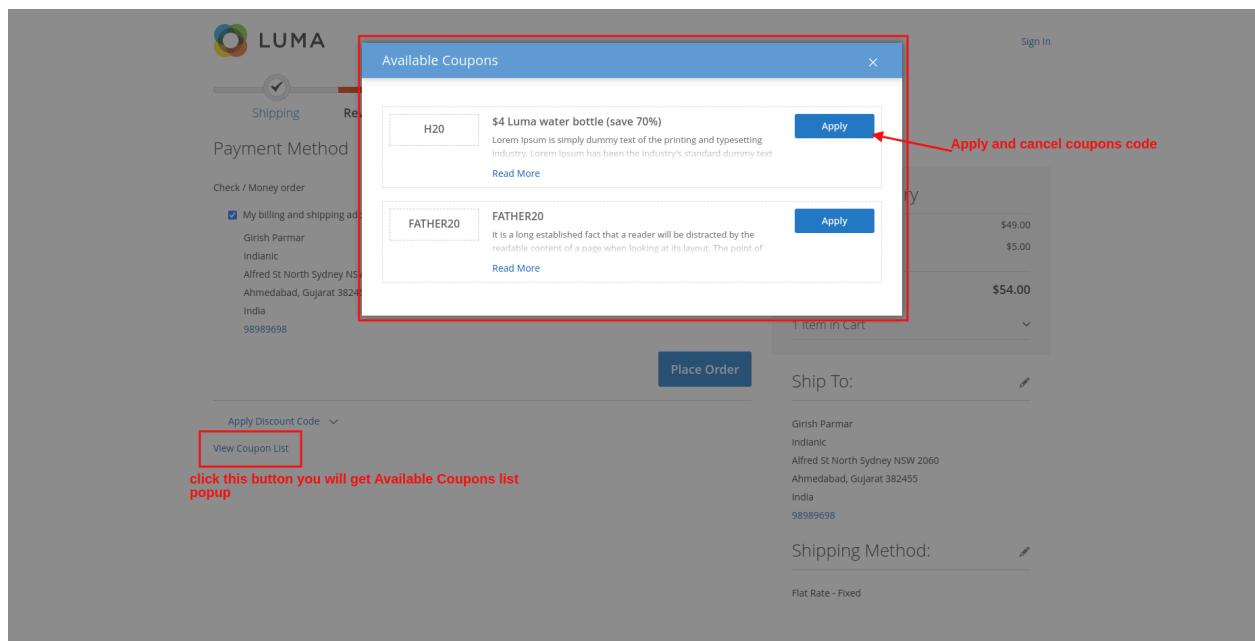 LUMA
Sign In
Available Coupons
Shipping
Re
Payment Method
H20
$4 Luma water bottle (save 70%)
Lorem Ipsum is simply dummy text of the printing and typesetting
industry. Lorem Ipsum has been the industry's standard dummy text
Read More
Apply
Apply and cancel coupons code
Check / Money order
My billing and shipping ad
Girish Parmar
Indianic
Alfred St North Sydney NS
Ahmedabad, Gujarat 3824
India
98989698
FATHER20
FATHER20
It is a long established fact that a reader will be distracted by the
readable content of a page when looking at its layout. The point of
Read More
Apply
ry
$49.00
$5.00
$54.00
1 Item in Cart
Place Order
Apply Discount Code
View Coupon List
click this button you will get Available Coupons list
popup
Ship To:
Girish Parmar
Indianic
Alfred St North Sydney NSW 2060
Ahmedabad, Gujarat 382455
India
98989698
Shipping Method:
Flat Rate - Fixed